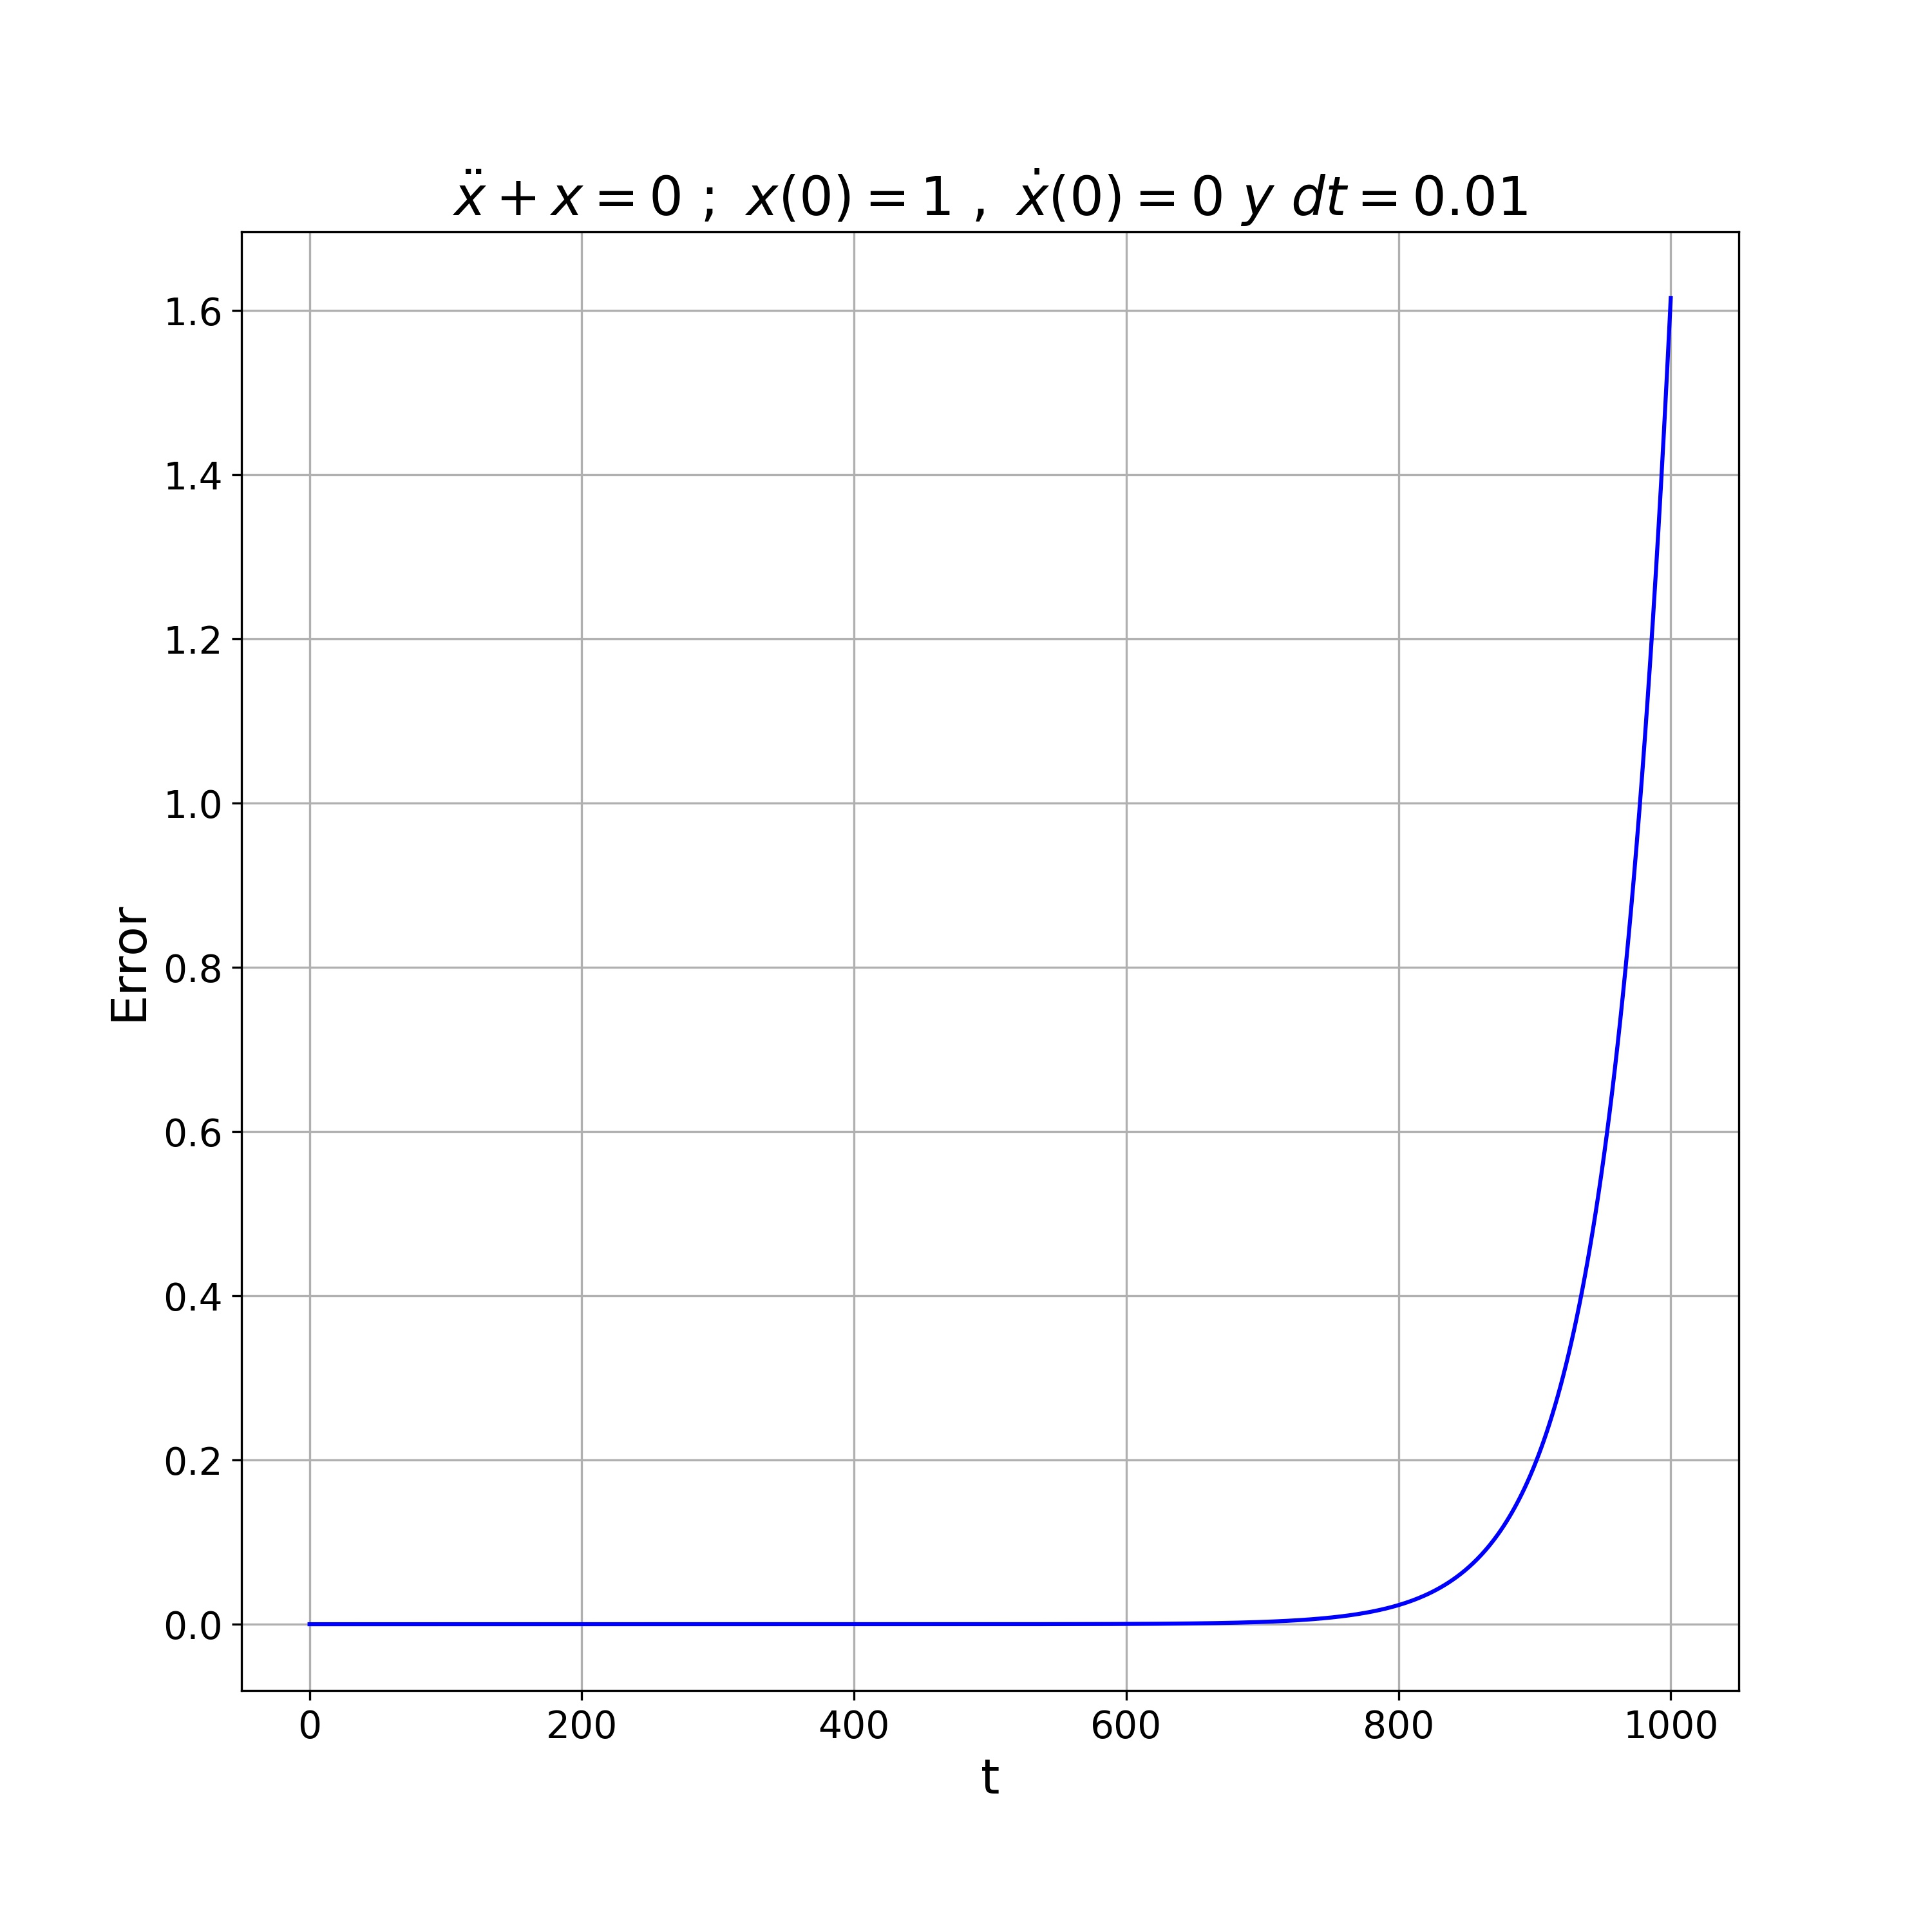 ẍ + x = 0 ; x(0) = 1 , ẋ(0) = 0 y dt = 0.01
1.6
1.4
1.2
1.0
0.8
0.6
0.4
0.2
0.0
Error
0 200 400 600 800 1000
t